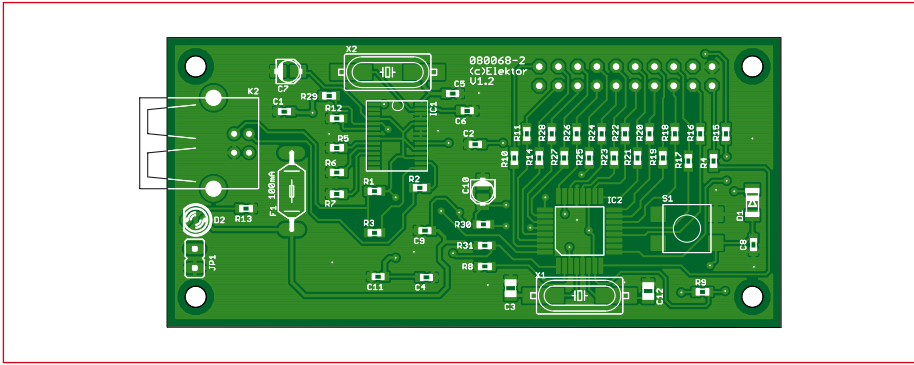 X2
080068-2
(c)Elektor
V1.2
C7
K2
C1
R29
R12
IC1
C5
C6
R5
C2
R6
R7
F1 100mA
R1
R2
R3
R13
D2
JP1
C9
C11
C4
C10
R30
R31
R8
R10
R11
R14
R28
R27
R26
R25
R24
R23
R22
R21
R20
R19
R18
R17
R16
R4
R15
IC2
S1
D1
C8
C3
X1
C12
R9